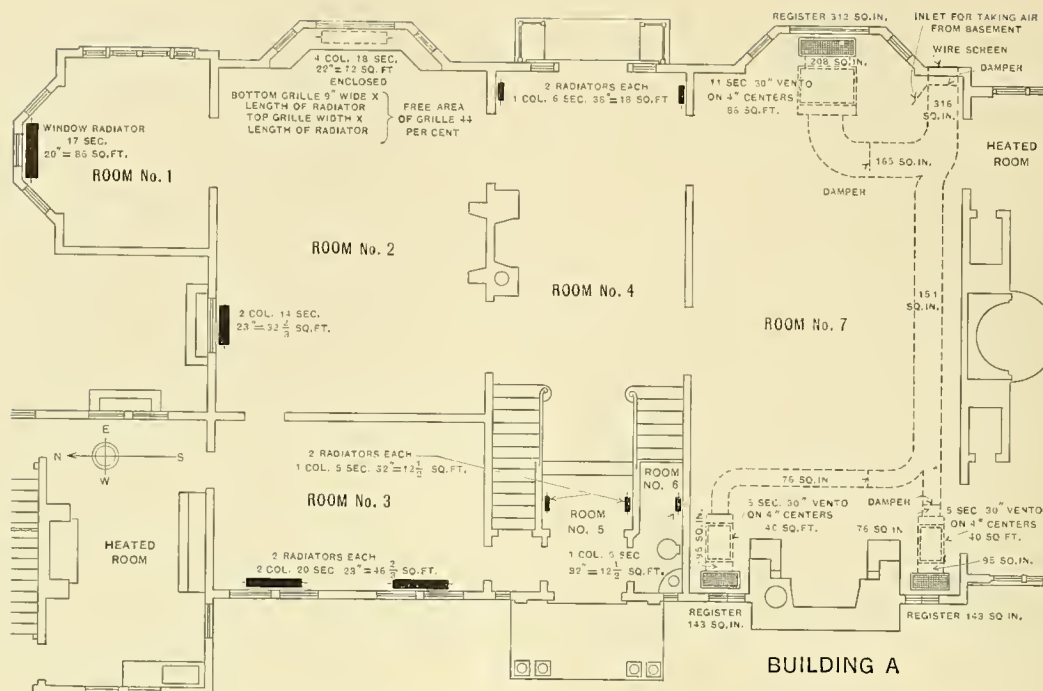 REGISTER 312 SQ.IN.
INLET FOR TAKING AIR
FROM BASEMENT
WIRE SCREEN
DAMPER
4 COL. 18 SEC.
22" = 72 SQ. FT
ENCLOSED
BOTTOM GRILLE 9" WIDE X
LENGTH OF RADIATOR
TOP GRILLE WIDTH X
LENGTH OF RADIATOR
FREE AREA
OF GRILLE 44
PER CENT
2 RADIATORS EACH
1 COL. 6 SEC. 38" = 18 SQ.FT
208 SQ. IN.
11 SEC. 30" VENTO
ON 4" CENTERS
88 SQ.FT.
316
SQ.IN.
WINDOW RADIATOR
17 SEC.
20" = 85 SQ.FT.
ROOM No. 1
HEATED
ROOM
165 SQ.IN.
DAMPER
ROOM No. 2
ROOM No. 4
151
SQ.IN.
2 COL. 14 SEC.
23" = 32 2/3 SQ.FT.
ROOM No. 7
E
N S
W
2 RADIATORS EACH
1 COL. 5 SEC. 32" = 12 1/2 SQ.FT.
ROOM No. 3
ROOM
NO. 5
ROOM
NO. 6
76 SQ.IN
DAMPER
5 SEC. 30" VENTO
ON 4" CENTERS
40 SQ.FT.
95 SQ.IN.
76 SQ IN
5 SEC. 30" VENTO
ON 4" CENTERS
40 SQ FT.
95 SQ.IN.
HEATED
ROOM
2 RADIATORS EACH
2 COL. 20 SEC 23" = 46 2/3 SQ.FT.
1 COL. 5 SEC
32" = 12 1/2 SQ.FT.
REGISTER
143 SQ.IN.
REGISTER 143 SQ.IN.
BUILDING A